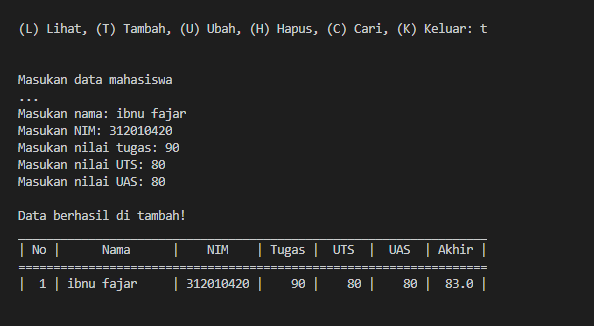 (L) Lihat, (T) Tambah, (U) Ubah, (H) Hapus, (C) Cari, (K) Keluar: t
Masukan data mahasiswa
...
Masukan nama: ibnu fajar
Masukan NIM: 312010420
Masukan nilai tugas: 90
Masukan nilai UTS: 80
Masukan nilai UAS: 80
Data berhasil di tambah!
| No |      Nama      |    NIM    | Tugas |  UTS  |  UAS  | Akhir |
===================================================================
|  1 | ibnu fajar     | 312010420 |    90 |    80 |    80 |  83.0 |